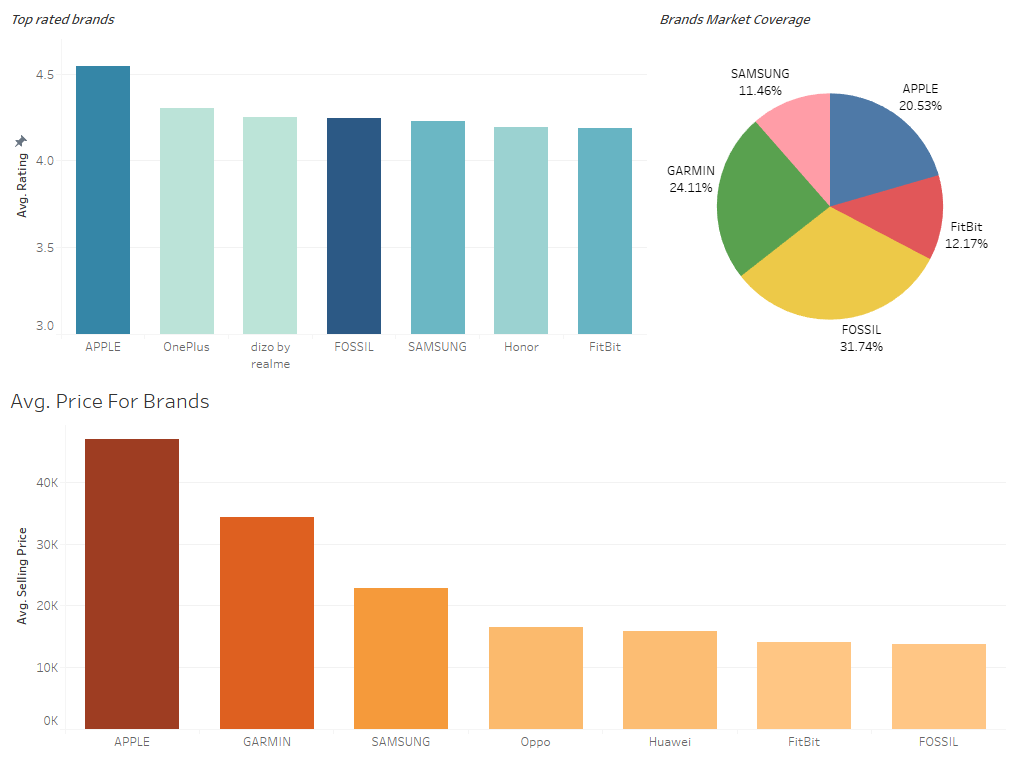 Top rated brands
4.5
4.0
3.5
3.0
Avg. Rating
APPLE
OnePlus
dizo by
realme
FOSSIL
SAMSUNG
Honor
FitBit
Brands Market Coverage
SAMSUNG
11.46%
APPLE
20.53%
GARMIN
24.11%
FitBit
12.17%
FOSSIL
31.74%
Avg. Price For Brands
40K
30K
20K
10K
0K
Avg. Selling Price
APPLE
GARMIN
SAMSUNG
Oppo
Huawei
FitBit
FOSSIL